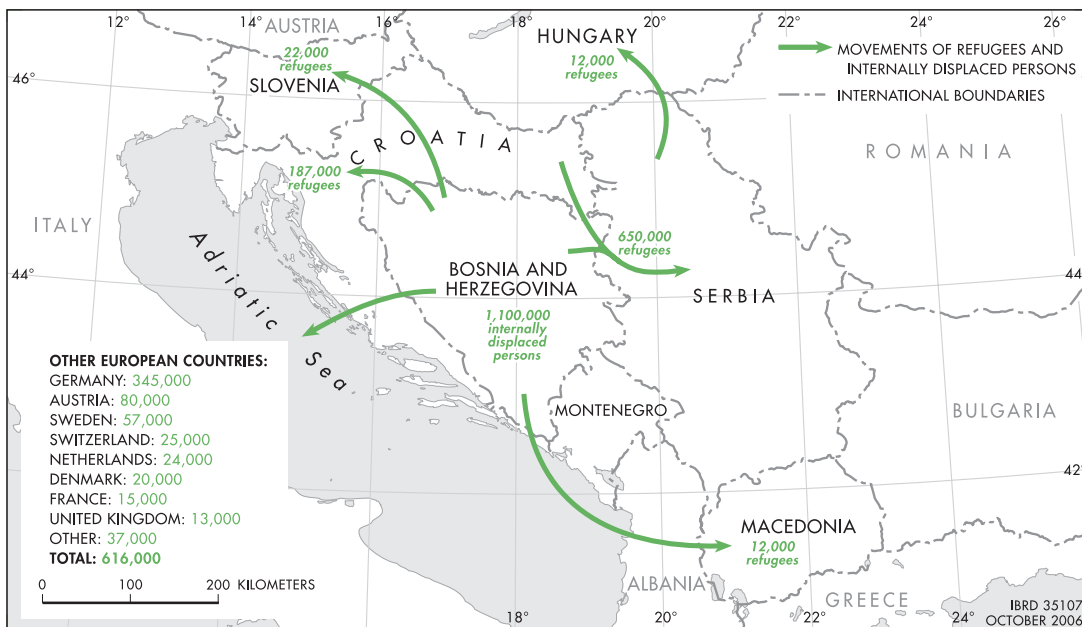 12°
14°
16°
18°
20°
22°
24°
26°
AUSTRIA
22,000
refugees
SLOVENIA
HUNGARY
12,000
refugees
MOVEMENTS OF REFUGEES AND
INTERNALLY DISPLACED PERSONS
INTERNATIONAL BOUNDARIES
46°
46°
CROATIA
ROMANIA
187,000
refugees
ITALY
Adriatic Sea
650,000
refugees
44°
44°
BOSNIA AND
HERZEGOVINA
SERBIA
1,100,000
internally
displaced
persons
OTHER EUROPEAN COUNTRIES:
GERMANY: 345,000
AUSTRIA: 80,000
SWEDEN: 57,000
SWITZERLAND: 25,000
NETHERLANDS: 24,000
DENMARK: 20,000
FRANCE: 15,000
UNITED KINGDOM: 13,000
OTHER: 37,000
TOTAL: 616,000
MONTENEGRO
BULGARIA
42°
MACEDONIA
12,000
refugees
0 100 200 KILOMETERS
ALBANIA
GREECE
16°
18°
20°
22°
24°
26°
IBRD 35107
OCTOBER 2006